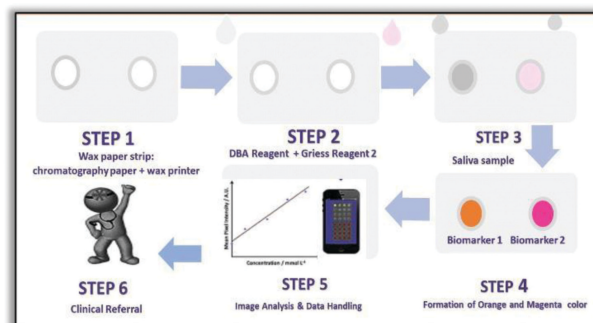 STEP 1
Wax paper strip:
chromatography paper + wax printer
STEP 2
DBA Reagent + Griess Reagent 2
STEP 3
Saliva sample
Biomarker 1
Biomarker 2
STEP 4
Formation of Orange and Magenta color
Mean Pixel Intensity / A.U.
Concentration / mmol L⁻¹
STEP 5
Image Analysis & Data Handling
STEP 6
Clinical Referral